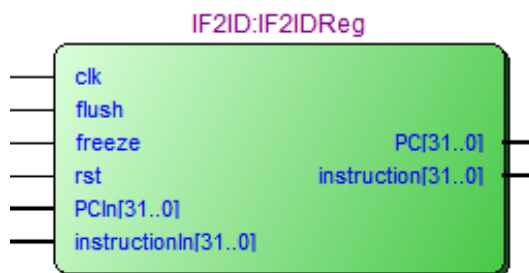 IF2ID:IF2IDReg
clk
flush
freeze
PC[31..0]
rst
instruction[31..0]
PCIn[31..0]
instructionIn[31..0]